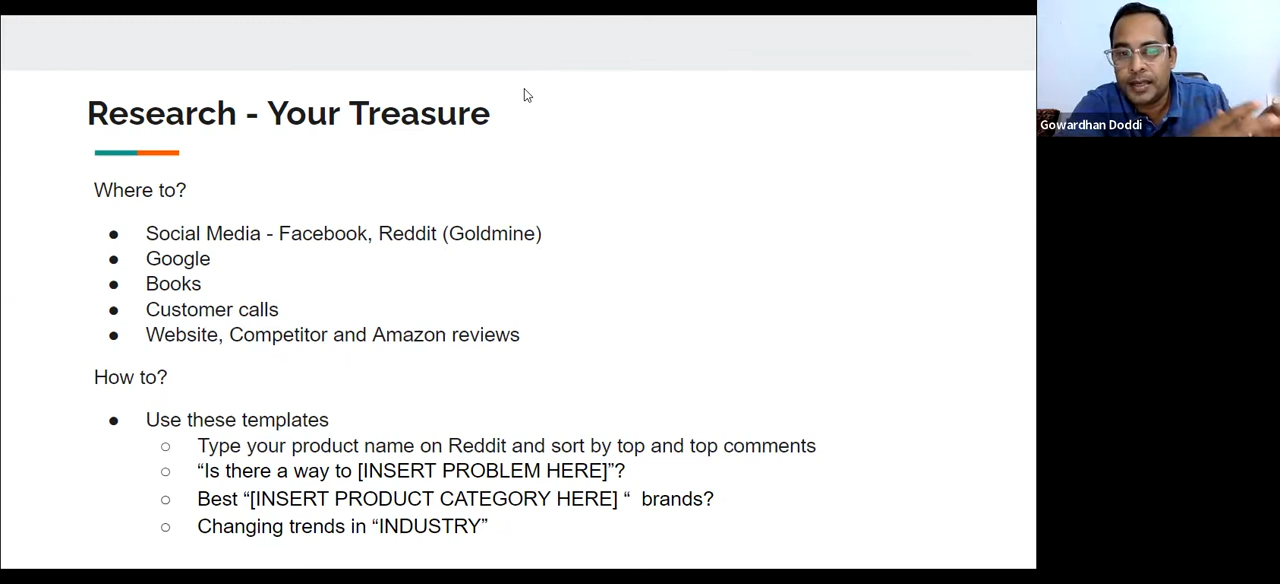 Research - Your Treasure
Gowardhan Doddi
Where to?
● Social Media - Facebook, Reddit (Goldmine)
● Google
● Books
● Customer calls
● Website, Competitor and Amazon reviews
How to?
● Use these templates
○ Type your product name on Reddit and sort by top and top comments
○ “Is there a way to [INSERT PROBLEM HERE]”?
○ Best “[INSERT PRODUCT CATEGORY HERE] “  brands?
○ Changing trends in “INDUSTRY”